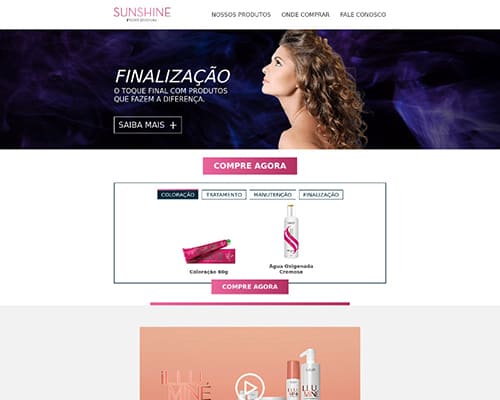 SUNSHINE
NOSSOS PRODUTOS
ONDE COMPRAR
FALE CONOSCO
FINALIZAÇÃO
O TOQUE FINAL COM PRODUTOS
QUE FAZEM A DIFERENÇA.
SAIBA MAIS +
COMPRE AGORA
COLORAÇÃO
TRATAMENTO
MANUTENÇÃO
FINALIZAÇÃO
Coloração 60g
Água Oxigenada
Cremosa
COMPRE AGORA
iLLU
MINE